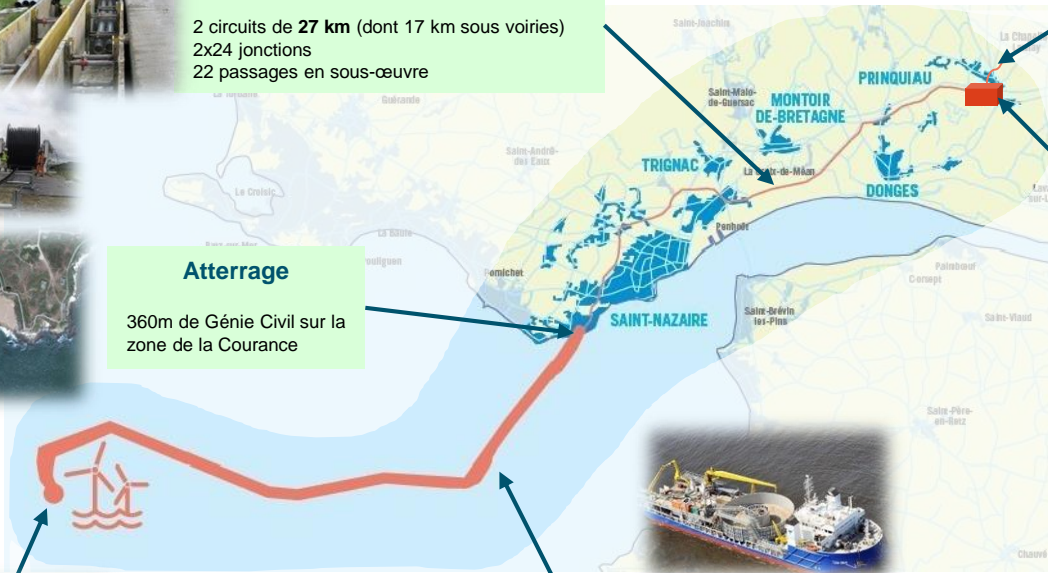 2 circuits de 27 km (dont 17 km sous voiries)
2x24 jonctions
22 passages en sous-œuvre
Saint-Joachim
PRINQUIAU
Saint-Malo-
de-Guersac
MONTOIR
DE-BRETAGNE
Guérande
Saint-André-
des Eaux
TRIGNAC
DONGES
Le Croisic
La Baule
Penhoët
Pornichet
Paimboeuf
Corsept
Atterrage
360m de Génie Civil sur la
zone de la Courance
SAINT-NAZAIRE
Saint-Brévin
les-Pins
Saint-Viaud
Saint-Père-
en-Retz
Chauvé